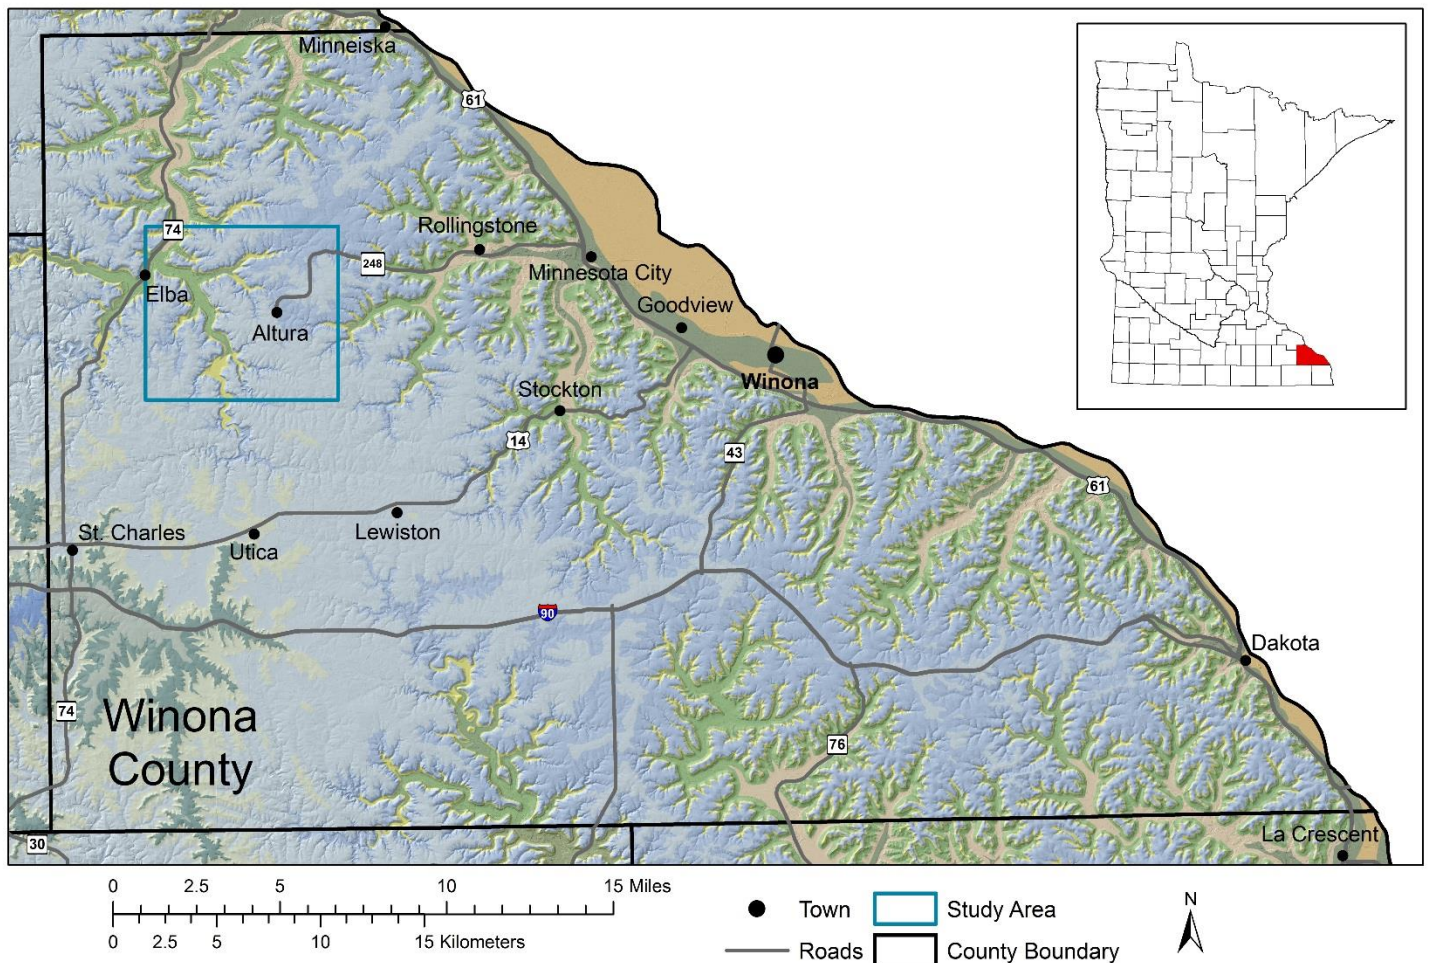 Minneiska
61
74
Rollingstone
248
Minnesota City
Elba
Goodview
Altura
Winona
Stockton
14
43
61
St. Charles
Lewiston
Utica
90
Dakota
74
Winona
County
76
30
La Crescent
0 2.5 5 10 15 Miles
0 2.5 5 10 15 Kilometers
Town
Study Area
Roads
County Boundary
N